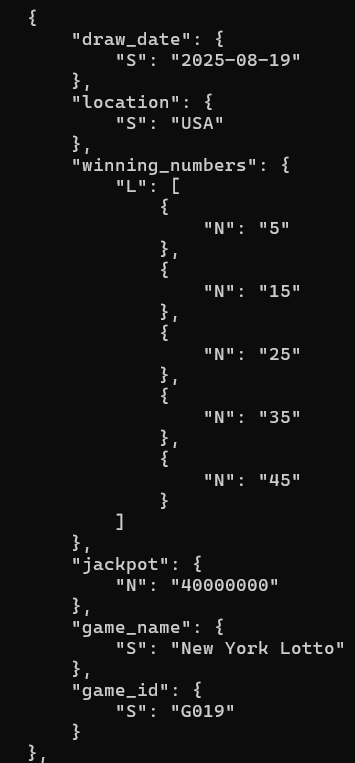 {
    "draw_date": {
        "S": "2025-08-19"
    },
    "location": {
        "S": "USA"
    },
    "winning_numbers": {
        "L": [
            {
                "N": "5"
            },
            {
                "N": "15"
            },
            {
                "N": "25"
            },
            {
                "N": "35"
            },
            {
                "N": "45"
            }
        ]
    },
    "jackpot": {
        "N": "40000000"
    },
    "game_name": {
        "S": "New York Lotto"
    },
    "game_id": {
        "S": "G019"
    }
},